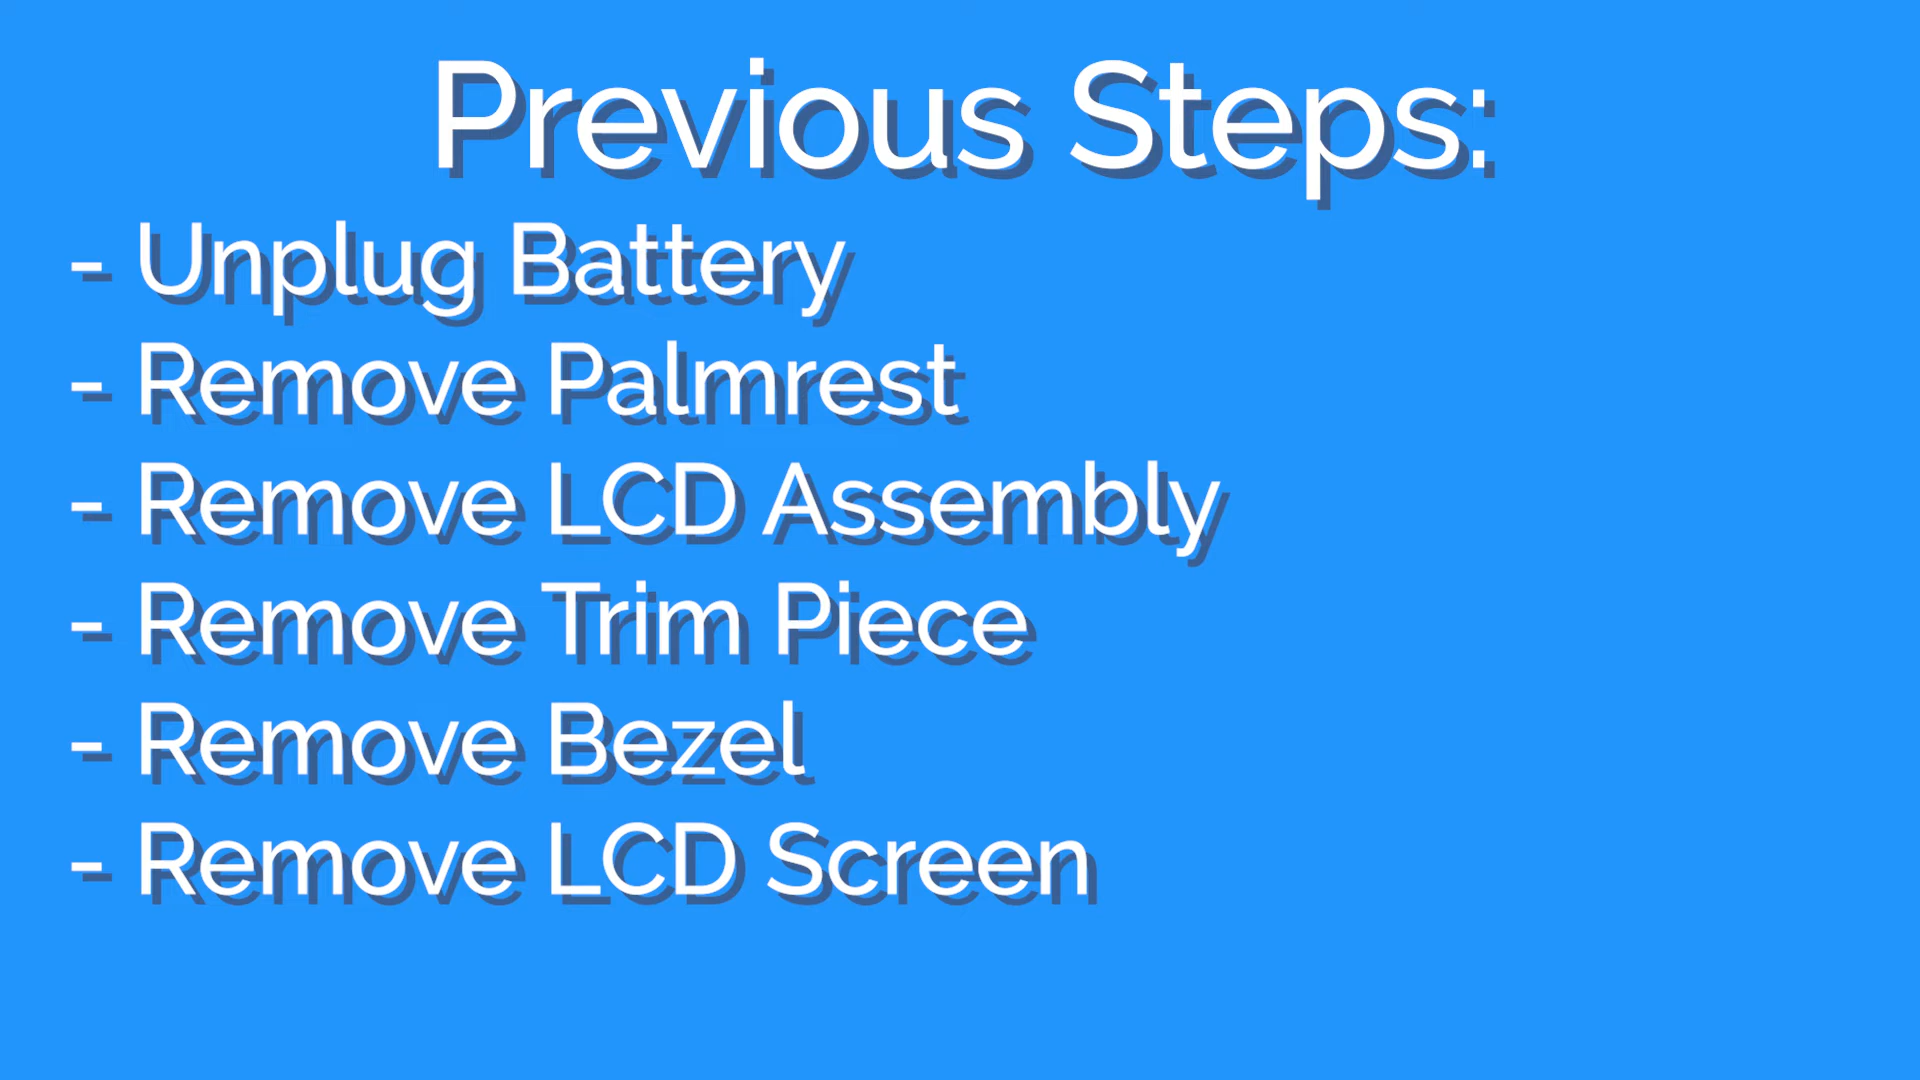 Previous Steps:
- Unplug Battery
- Remove Palmrest
- Remove LCD Assembly
- Remove Trim Piece
- Remove Bezel
- Remove LCD Screen